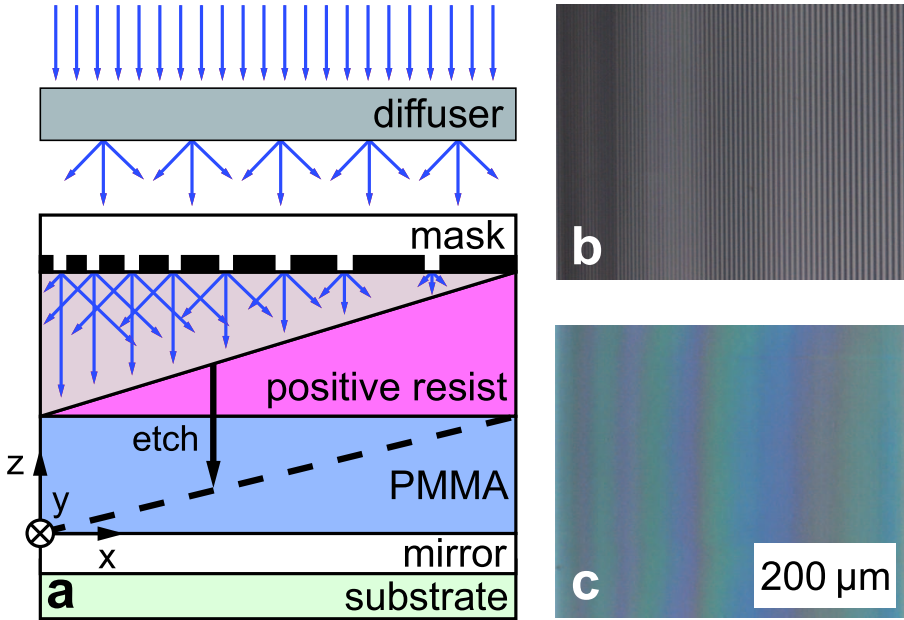 diffuser
mask
positive resist
etch
z
y
PMMA
x
mirror
a
substrate
b
c
200 µm